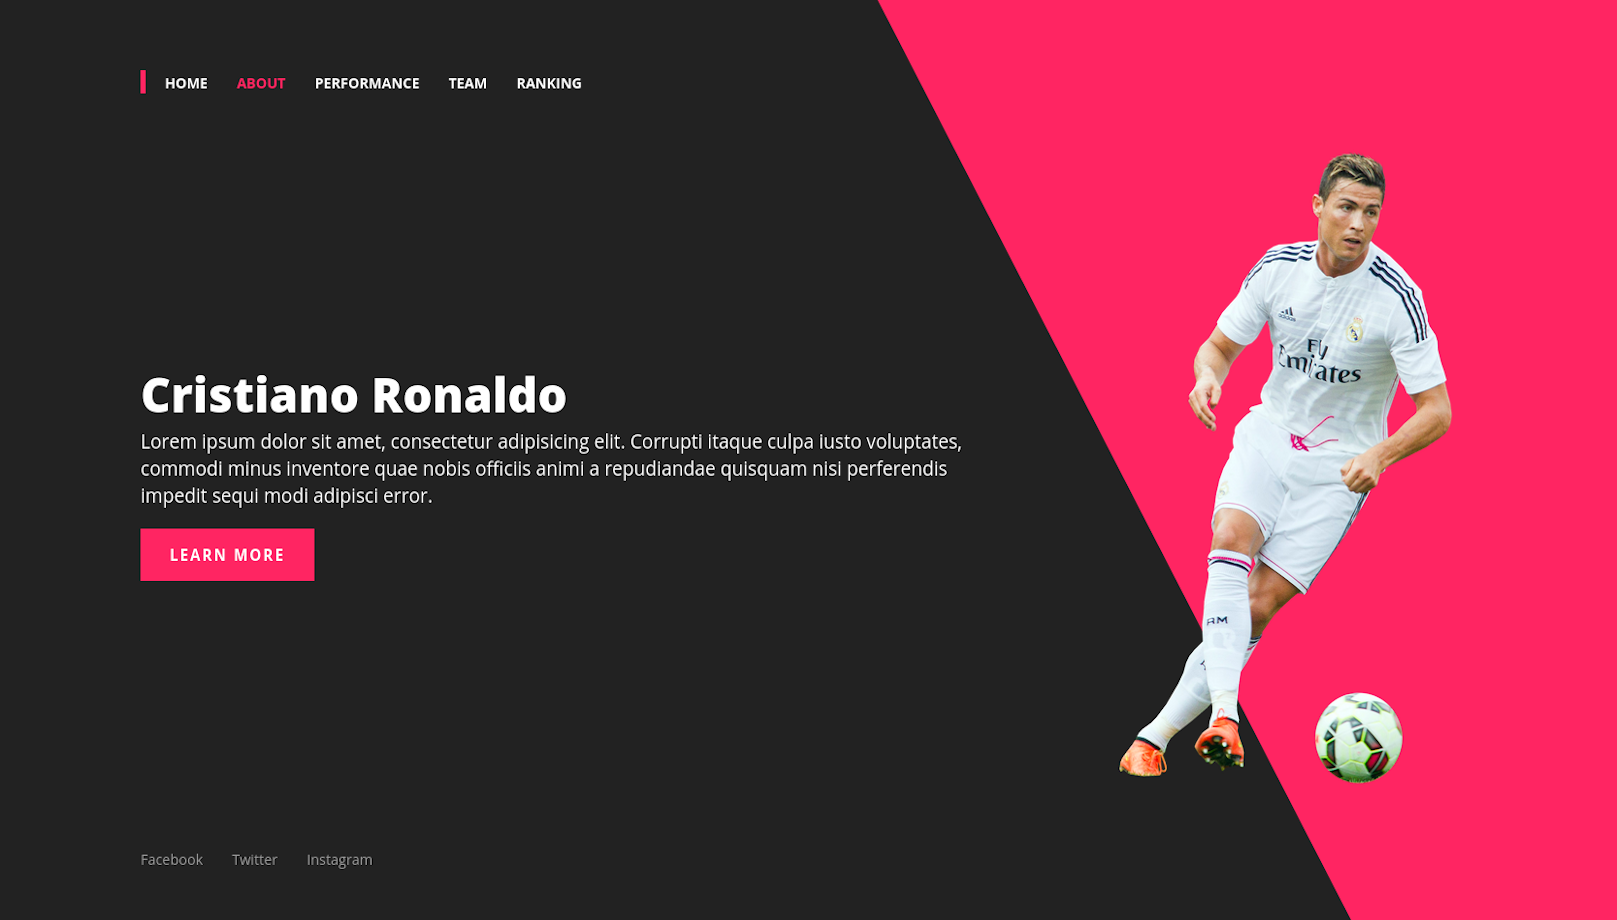 HOME ABOUT PERFORMANCE TEAM RANKING
adidas
Fly
Emirates
Cristiano Ronaldo
Lorem ipsum dolor sit amet, consectetur adipisicing elit. Corrupti itaque culpa iusto voluptates,
commodi minus inventore quae nobis officiis animi a repudiandae quisquam nisi perferendis
impedit sequi modi adipisci error.
LEARN MORE
RM
Facebook Twitter Instagram